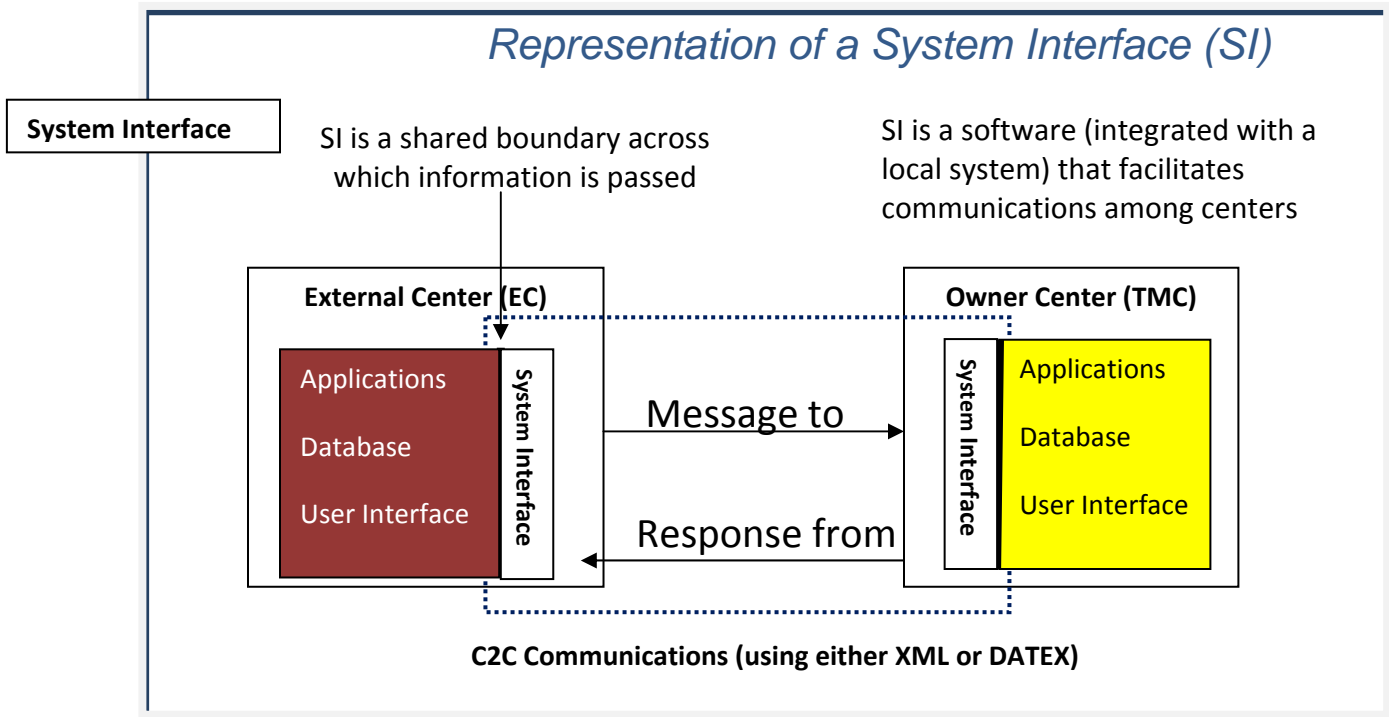 Representation of a System Interface (SI)
System Interface
SI is a shared boundary across
which information is passed
SI is a software (integrated with a
local system) that facilitates
communications among centers
External Center (EC)
Applications
Database
User Interface
System Interface
Message to
Response from
Owner Center (TMC)
System Interface
Applications
Database
User Interface
C2C Communications (using either XML or DATEX)